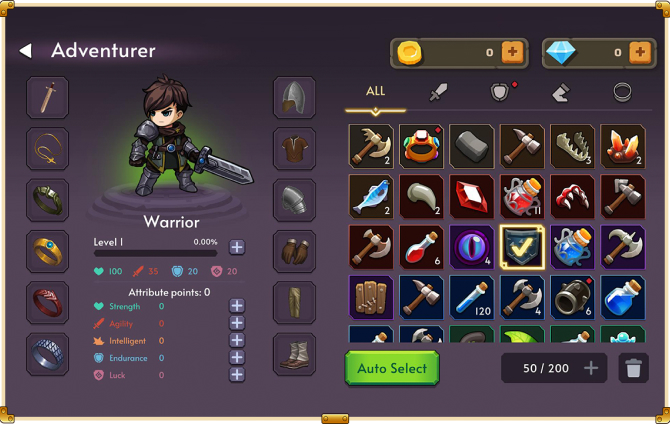 Adventurer
0
0
ALL
Warrior
Level 1
0.00%
100
35
20
20
Attribute points: 0
Strength 0
Agility 0
Intelligent 0
Endurance 0
Luck 0
2
3
2
2
2
11
6
4
120
4
6
Auto Select
50 / 200